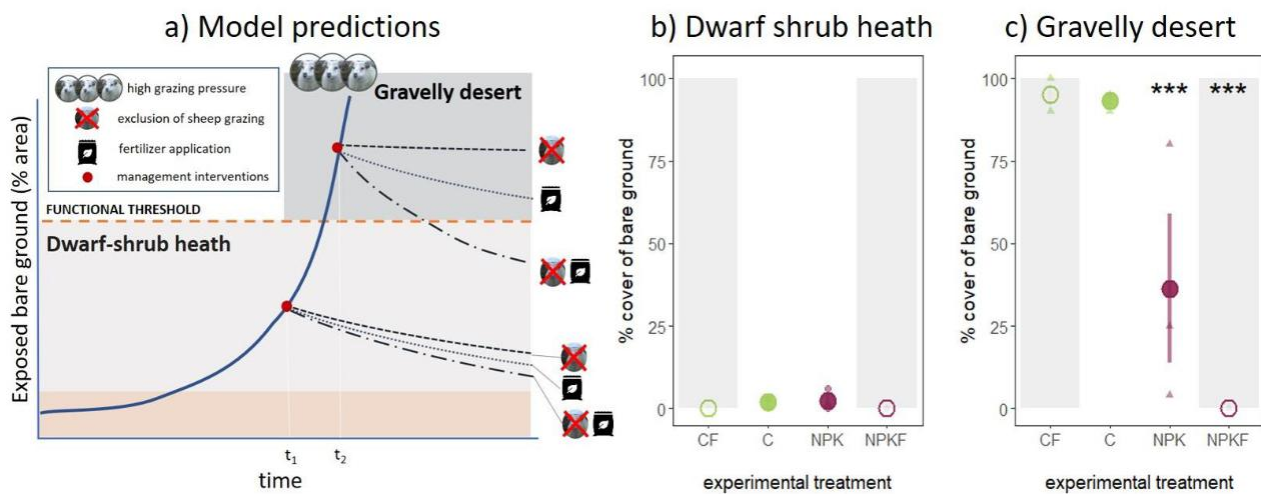 a) Model predictions
high grazing pressure
exclusion of sheep grazing
fertilizer application
management interventions
Gravelly desert
FUNCTIONAL THRESHOLD
Dwarf-shrub heath
Exposed bare ground (% area)
t1
t2
time
b) Dwarf shrub heath
% cover of bare ground
100
75
50
25
0
CF
C
NPK
NPKF
experimental treatment
c) Gravelly desert
% cover of bare ground
100
75
50
25
0
***
***
CF
C
NPK
NPKF
experimental treatment